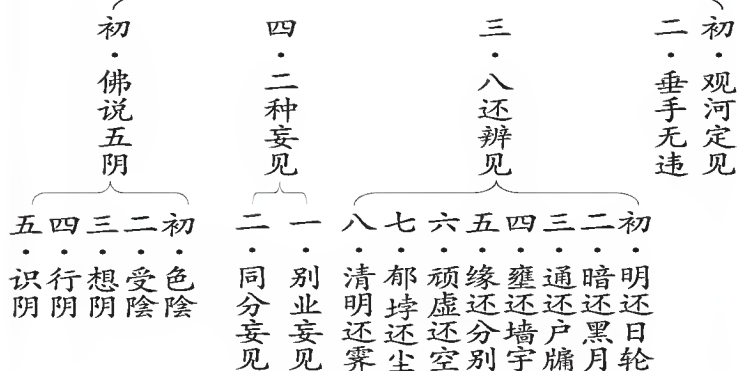 初·观河定见
二·垂手无违
三·八还辨见
四·二种妄见
初·佛说五阴
初·明还日轮
二·暗还黑月
三·通还户牖
四·壅还墙宇
五·缘还分别
六·顽虚还空
七·郁㶿还尘
八·清明还霁
一·别业妄见
二·同分妄见
初·色陰
二·受陰
三·想阴
四·行阴
五·识阴